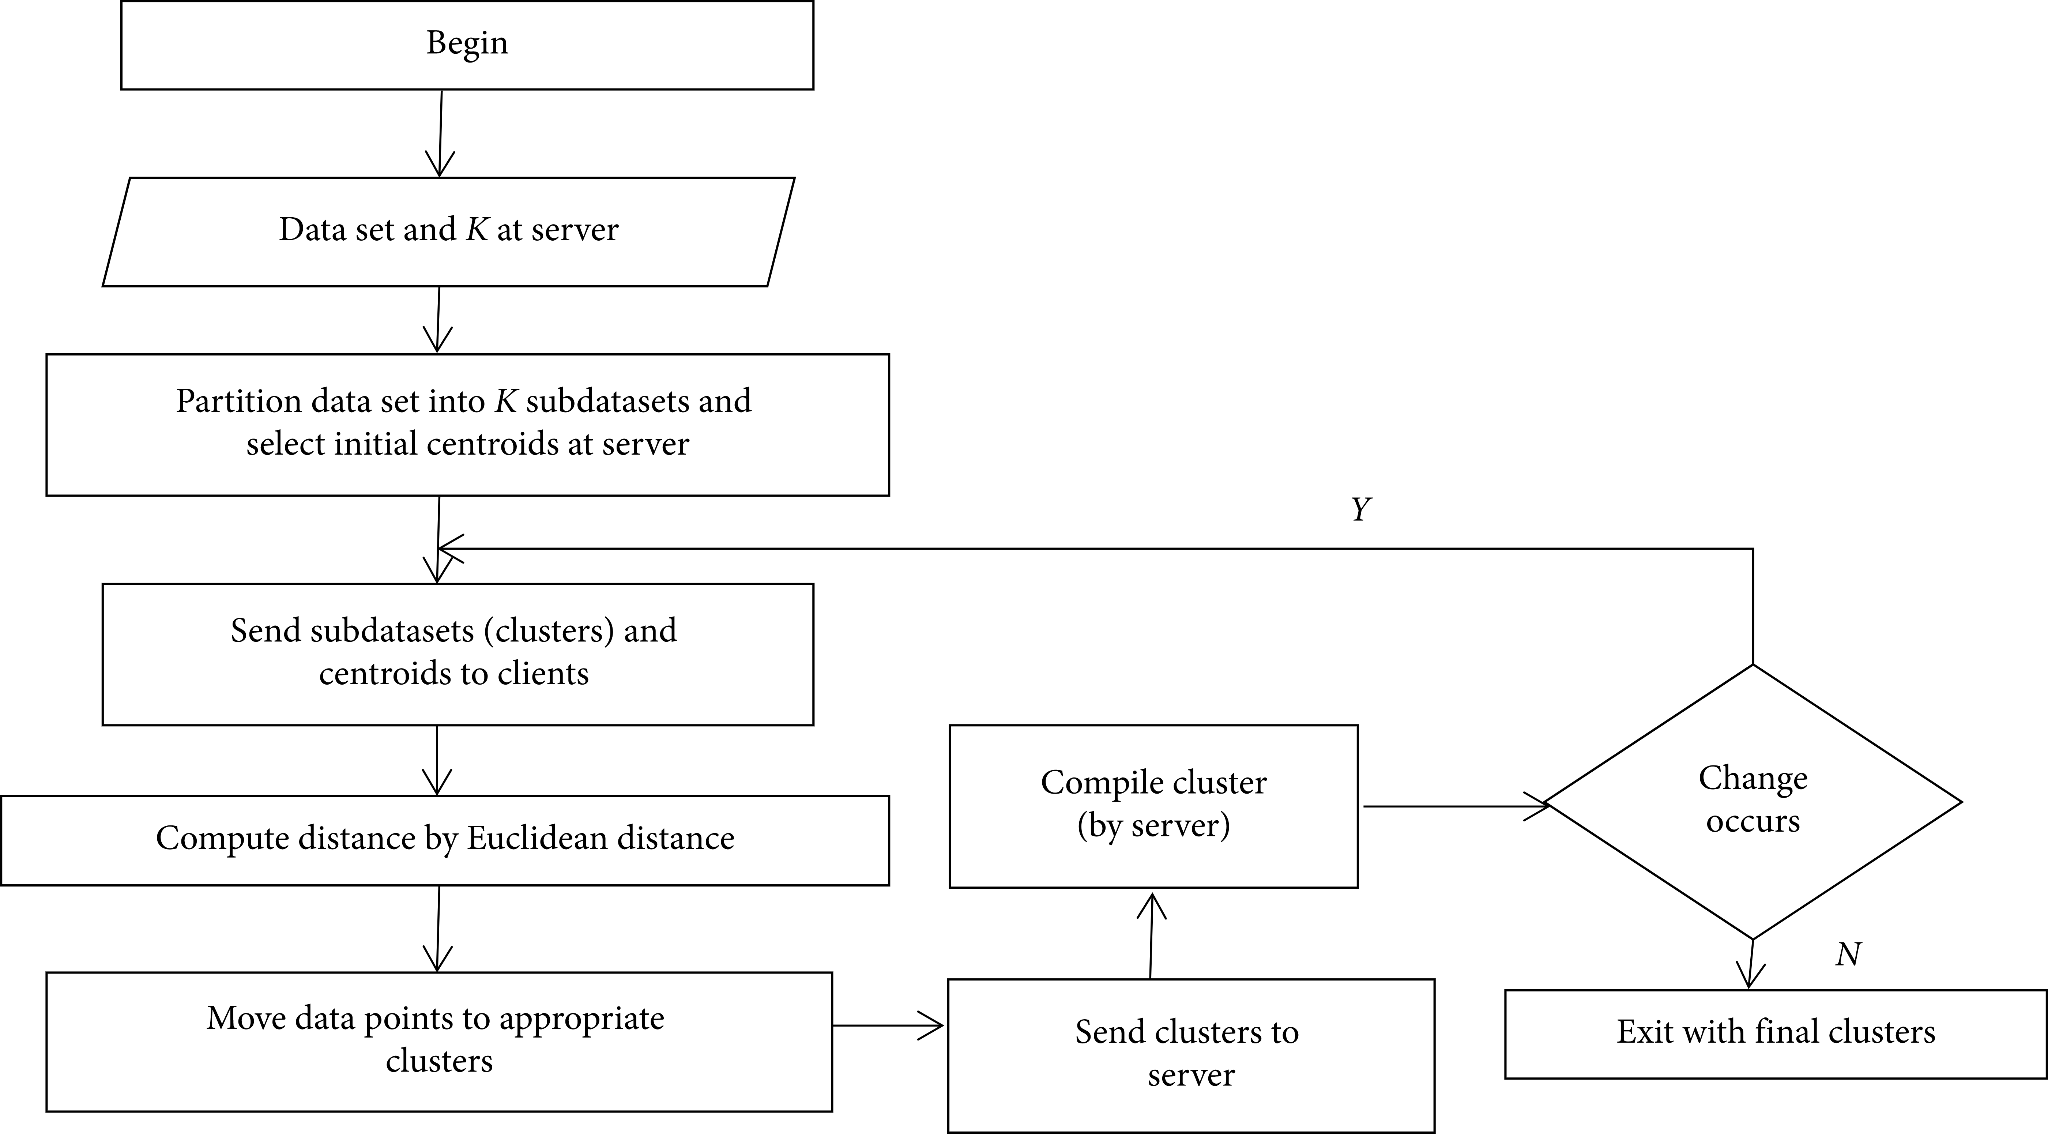 Begin
Data set and K at server
Partition data set into K subdatasets and
select initial centroids at server
Y
Send subdatasets (clusters) and
centroids to clients
Compute distance by Euclidean distance
Move data points to appropriate
clusters
Send clusters to
server
Compile cluster
(by server)
Change
occurs
N
Exit with final clusters